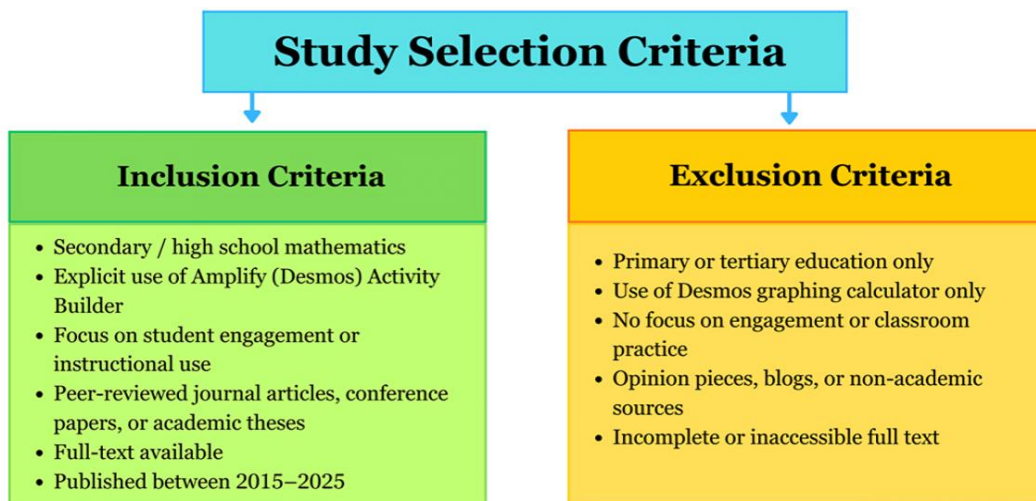 Study Selection Criteria
Inclusion Criteria
• Secondary / high school mathematics
• Explicit use of Amplify (Desmos) Activity
Builder
• Focus on student engagement or
instructional use
• Peer-reviewed journal articles, conference
papers, or academic theses
• Full-text available
• Published between 2015–2025
Exclusion Criteria
• Primary or tertiary education only
• Use of Desmos graphing calculator only
• No focus on engagement or classroom
practice
• Opinion pieces, blogs, or non-academic
sources
• Incomplete or inaccessible full text